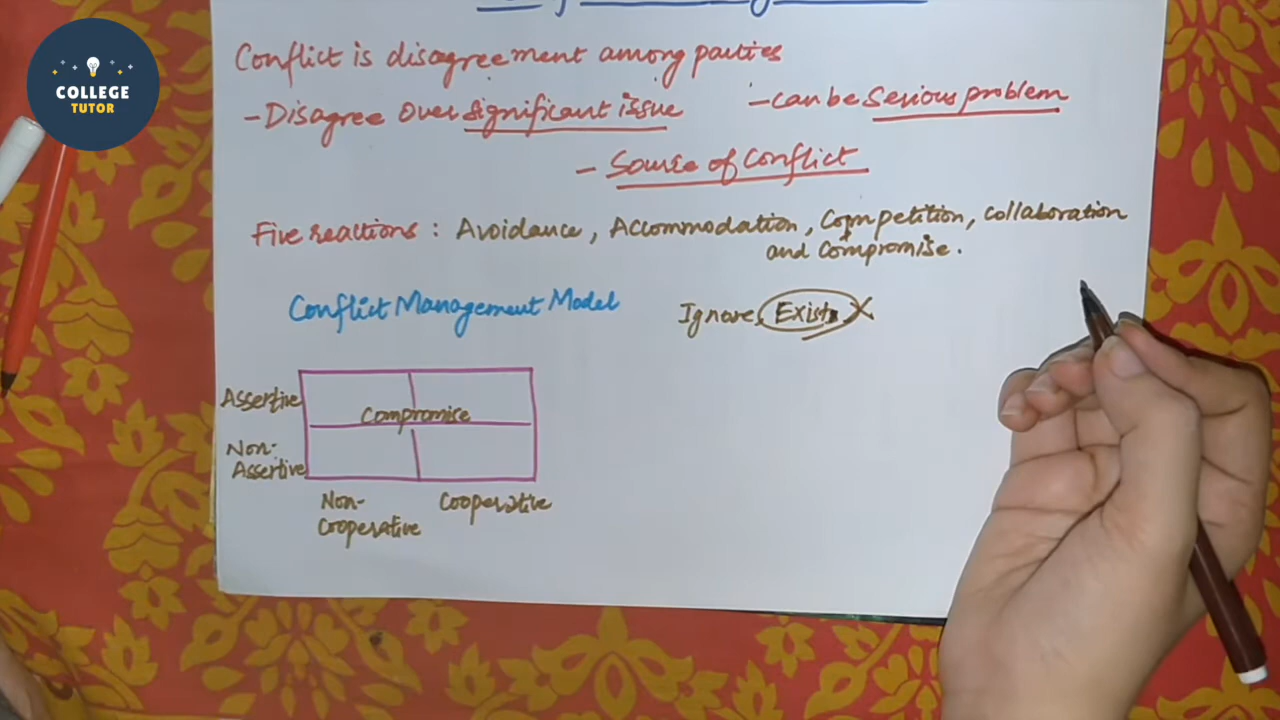 COLLEGE
TUTOR
Conflict is disagreement among parties
- Disagree over significant issue
- can be serious problem
- Source of conflict
Five reactions : Avoidance, Accommodation, Competition, collaboration
and compromise.
Conflict Management Model
Ignore, Exists X
Assertive
Compromise
Non-
Assertive
Non-
Cooperative
Cooperative